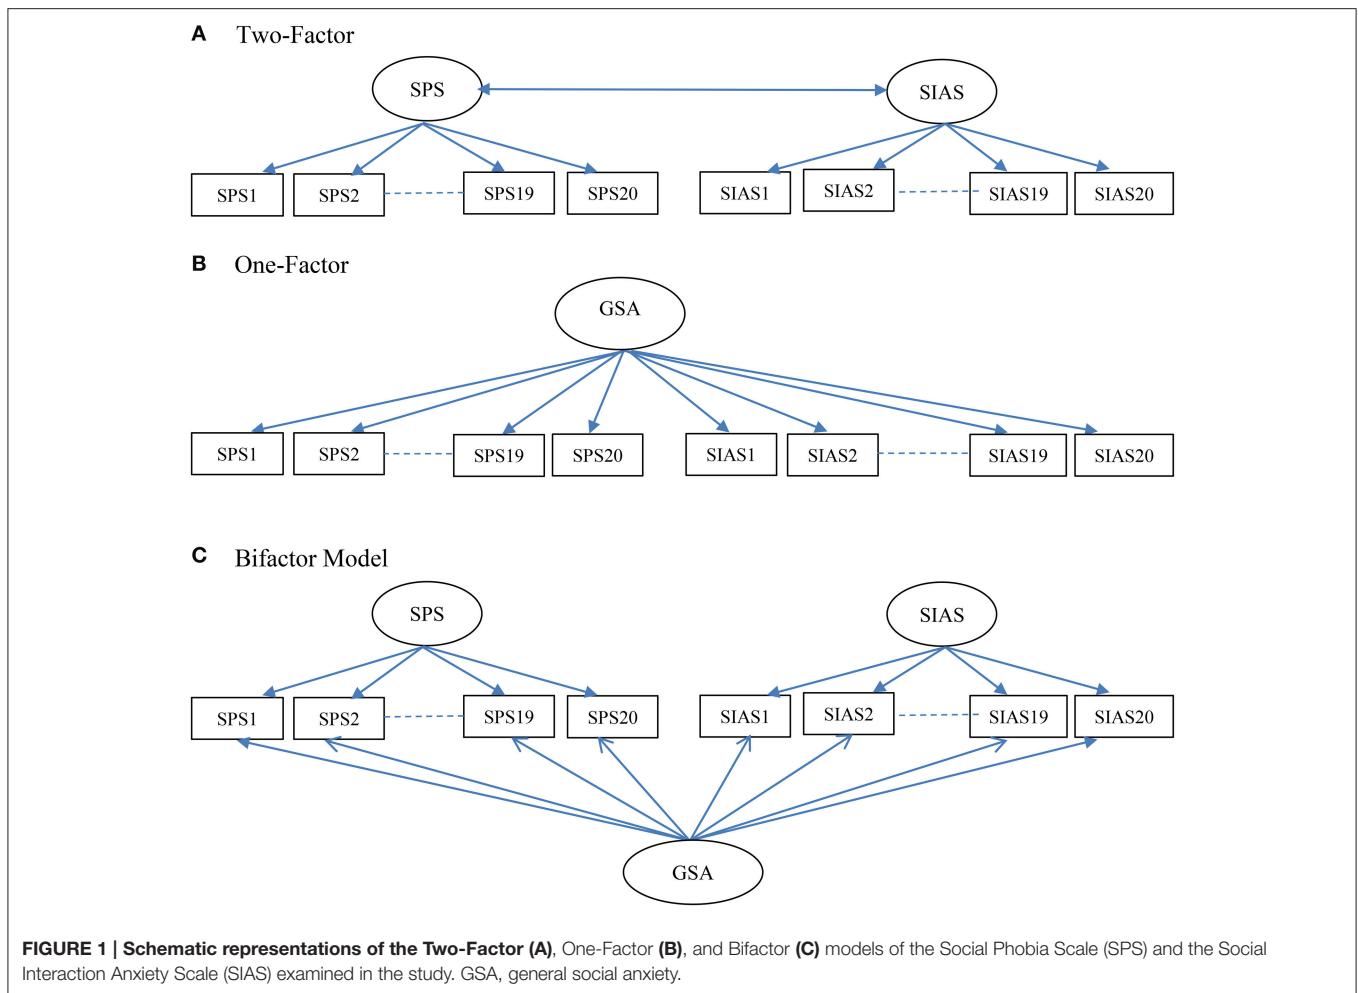 A Two-Factor
SPS SIAS
SPS1 SPS2 SPS19 SPS20 SIAS1 SIAS2 SIAS19 SIAS20
B One-Factor
GSA
SPS1 SPS2 SPS19 SPS20 SIAS1 SIAS2 SIAS19 SIAS20
C Bifactor Model
SPS SIAS
SPS1 SPS2 SPS19 SPS20 SIAS1 SIAS2 SIAS19 SIAS20
GSA
FIGURE 1 | Schematic representations of the Two-Factor (A), One-Factor (B), and Bifactor (C) models of the Social Phobia Scale (SPS) and the Social
Interaction Anxiety Scale (SIAS) examined in the study. GSA, general social anxiety.